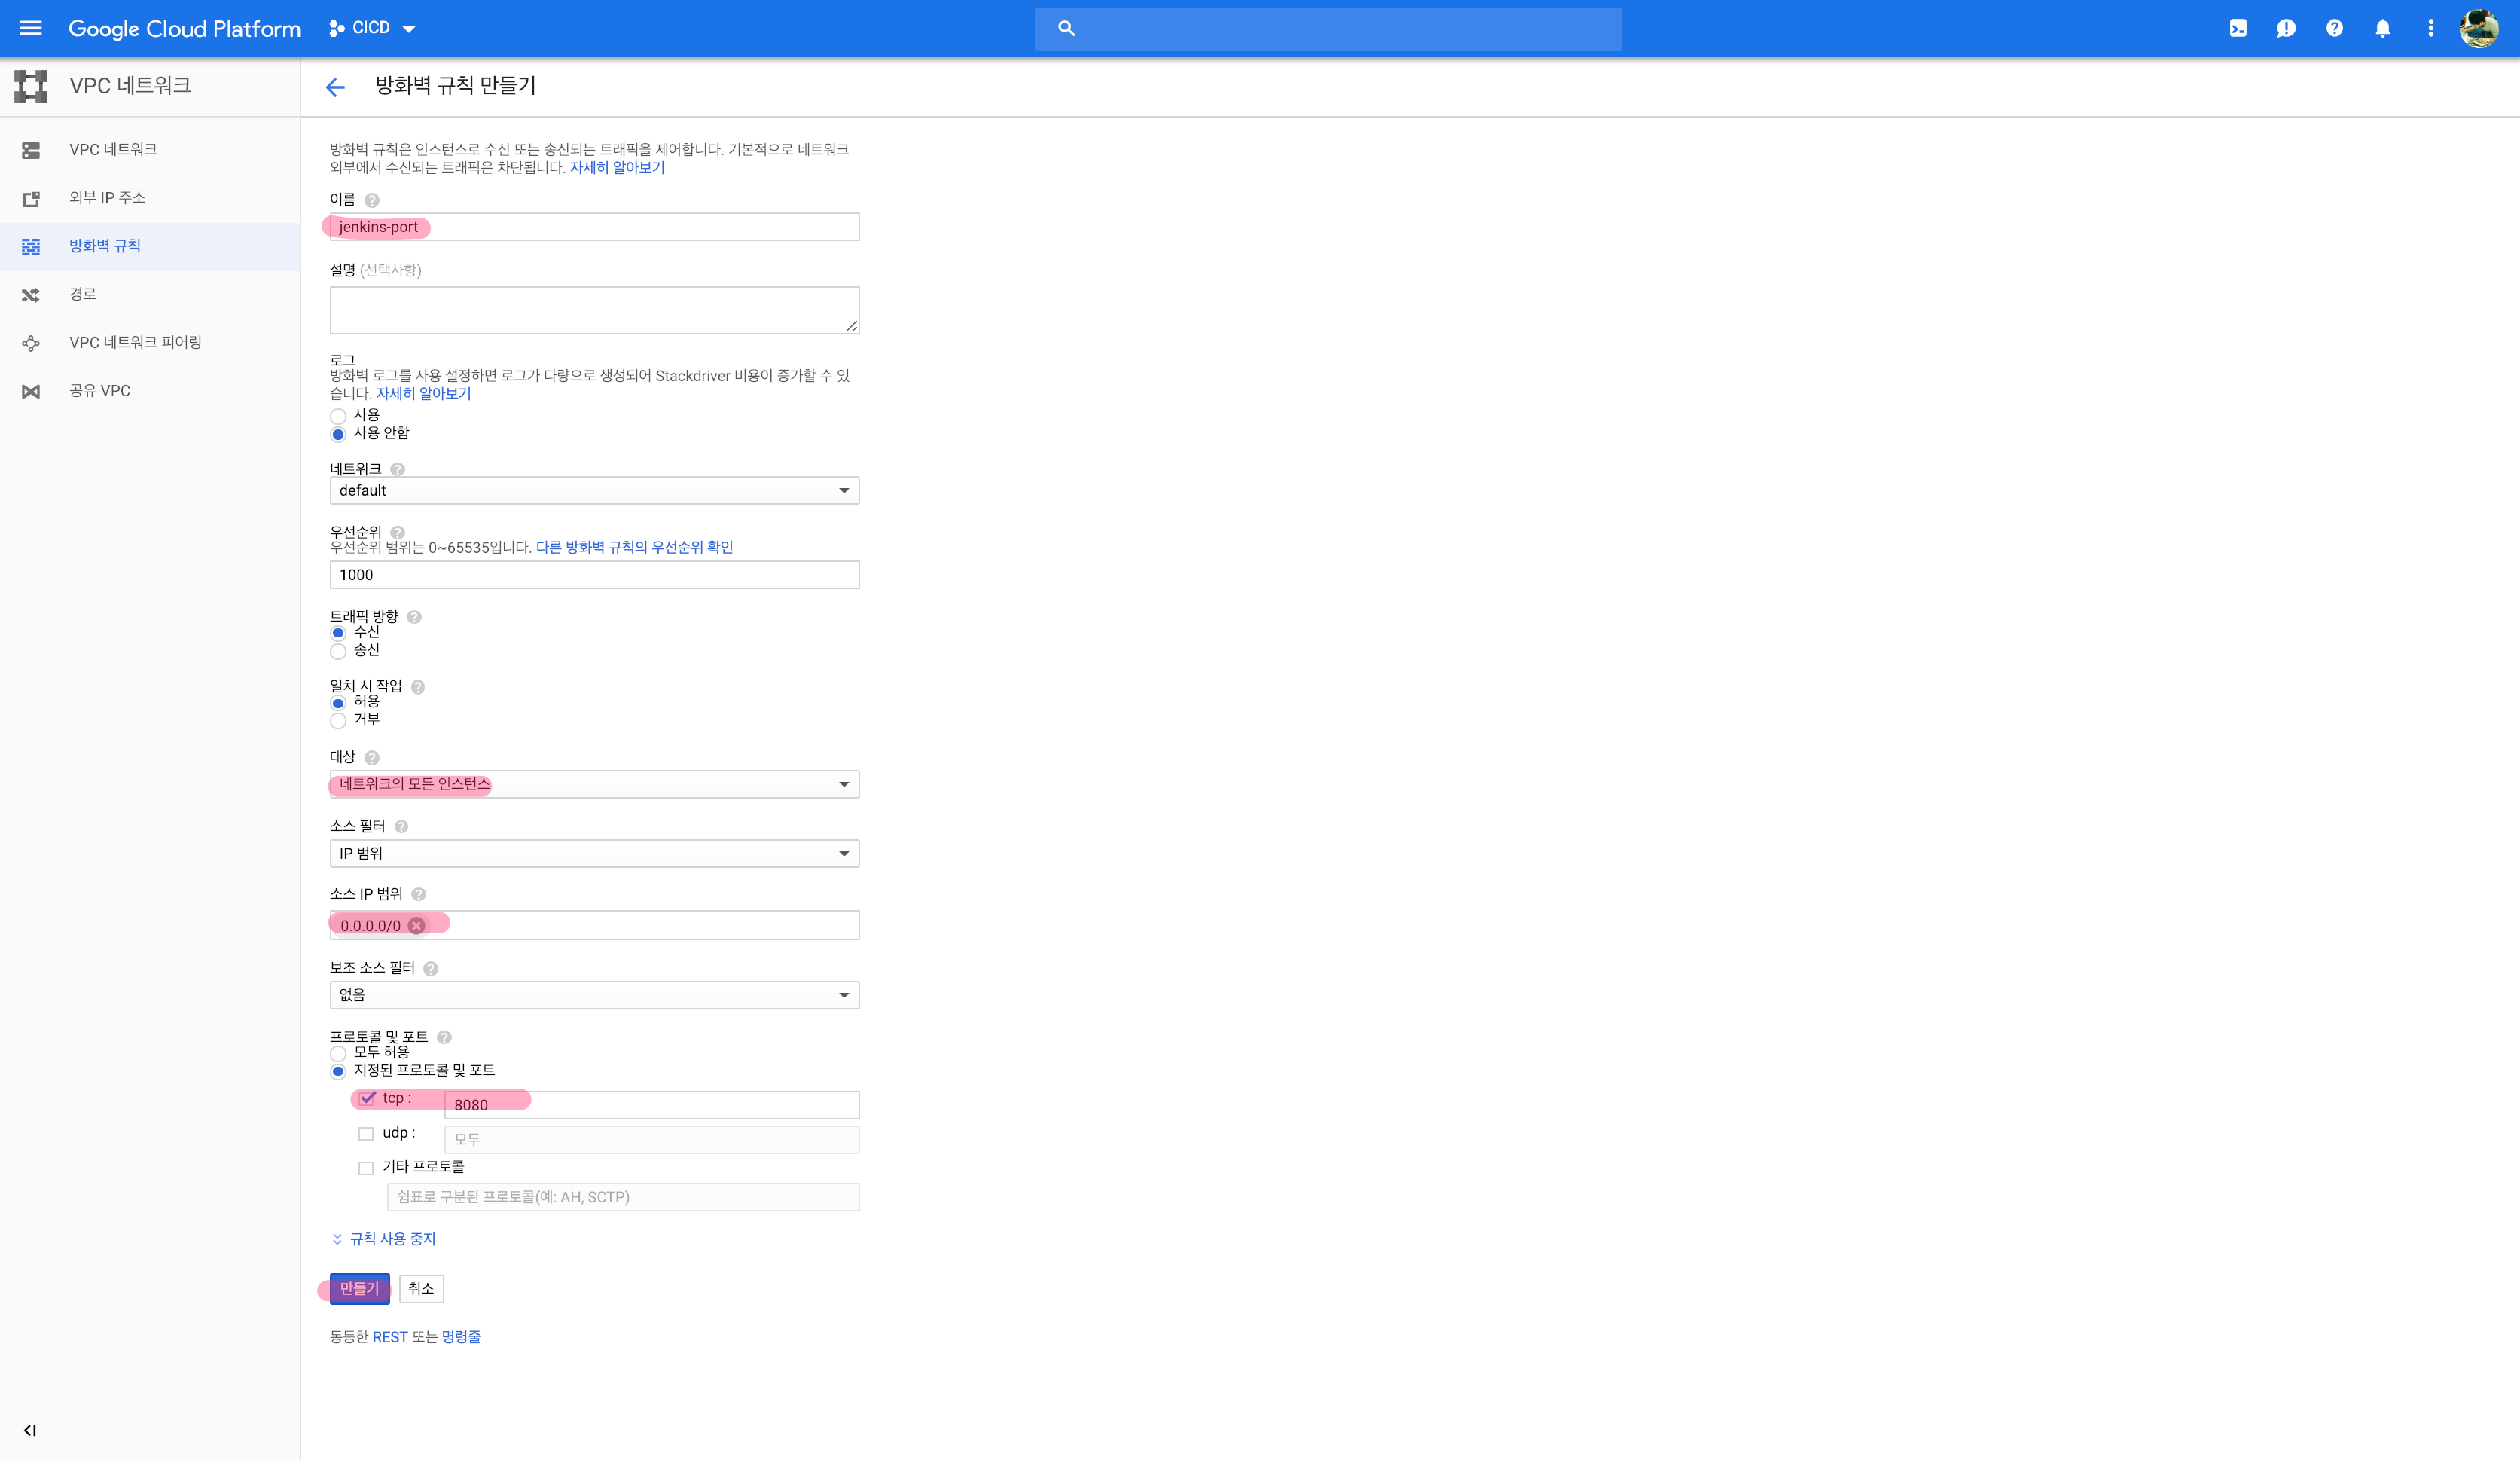 Google Cloud Platform
CICD
VPC 네트워크
방화벽 규칙 만들기
VPC 네트워크
외부 IP 주소
방화벽 규칙
경로
VPC 네트워크 피어링
공유 VPC
방화벽 규칙은 인스턴스로 수신 또는 송신되는 트래픽을 제어합니다. 기본적으로 네트워크
외부에서 수신되는 트래픽은 차단됩니다. 자세히 알아보기
이름
jenkins-port
설명 (선택사항)
로그
방화벽 로그를 사용 설정하면 로그가 다량으로 생성되어 Stackdriver 비용이 증가할 수 있
습니다. 자세히 알아보기
사용
사용 안함
네트워크
default
우선순위
우선순위 범위는 0~65535입니다. 다른 방화벽 규칙의 우선순위 확인
1000
트래픽 방향
수신
송신
일치 시 작업
허용
거부
대상
네트워크의 모든 인스턴스
소스 필터
IP 범위
소스 IP 범위
0.0.0.0/0
보조 소스 필터
없음
프로토콜 및 포트
모두 허용
지정된 프로토콜 및 포트
tcp : 8080
udp : 모두
기타 프로토콜
쉼표로 구분된 프로토콜(예: AH, SCTP)
규칙 사용 중지
만들기 취소
동등한 REST 또는 명령줄